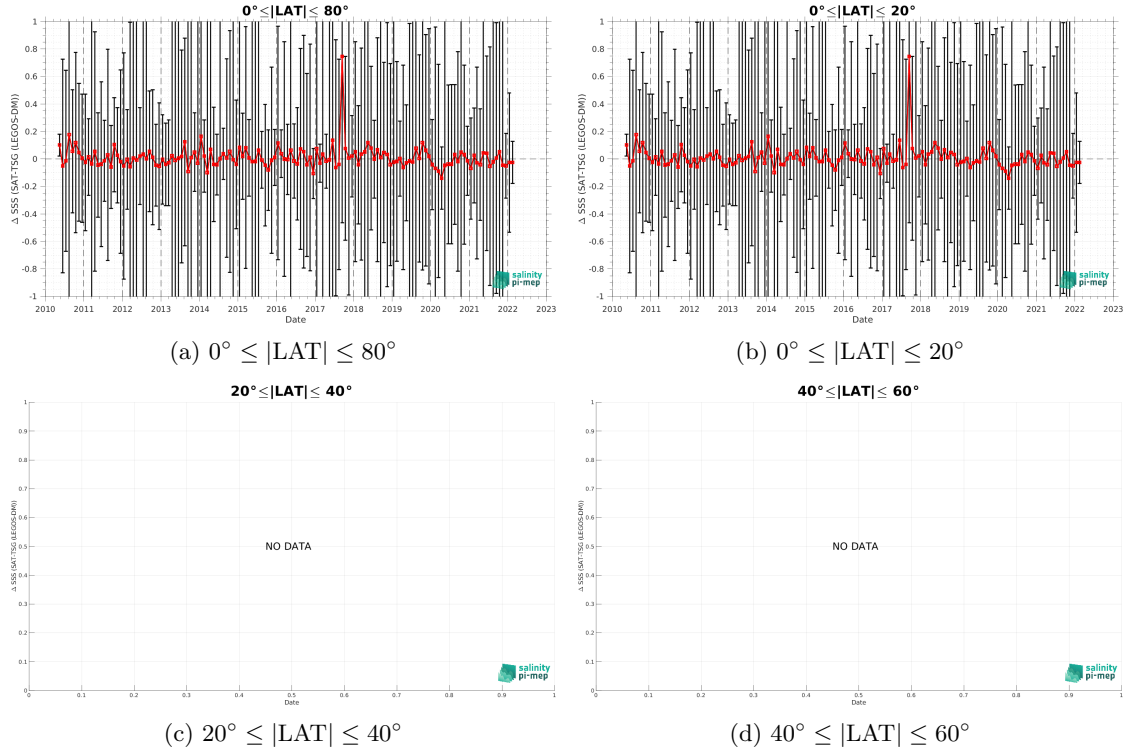 0°≤|LAT|≤ 80°
1
0.8
0.6
0.4
0.2
0
-0.2
-0.4
-0.6
-0.8
-1
Δ SSS (SAT-TSG (LEGOS-DM))
2010 2011 2012 2013 2014 2015 2016 2017 2018 2019 2020 2021 2022 2023
Date
salinity
pi-mep
(a) 0° ≤ |LAT| ≤ 80°
0°≤|LAT|≤ 20°
1
0.8
0.6
0.4
0.2
0
-0.2
-0.4
-0.6
-0.8
-1
Δ SSS (SAT-TSG (LEGOS-DM))
2010 2011 2012 2013 2014 2015 2016 2017 2018 2019 2020 2021 2022 2023
Date
salinity
pi-mep
(b) 0° ≤ |LAT| ≤ 20°
20°≤|LAT|≤ 40°
1
0.9
0.8
0.7
0.6
0.5
0.4
0.3
0.2
0.1
0
Δ SSS (SAT-TSG (LEGOS-DM))
NO DATA
0 0.1 0.2 0.3 0.4 0.5 0.6 0.7 0.8 0.9 1
Date
salinity
pi-mep
(c) 20° ≤ |LAT| ≤ 40°
40°≤|LAT|≤ 60°
1
0.9
0.8
0.7
0.6
0.5
0.4
0.3
0.2
0.1
0
Δ SSS (SAT-TSG (LEGOS-DM))
NO DATA
0 0.1 0.2 0.3 0.4 0.5 0.6 0.7 0.8 0.9 1
Date
salinity
pi-mep
(d) 40° ≤ |LAT| ≤ 60°